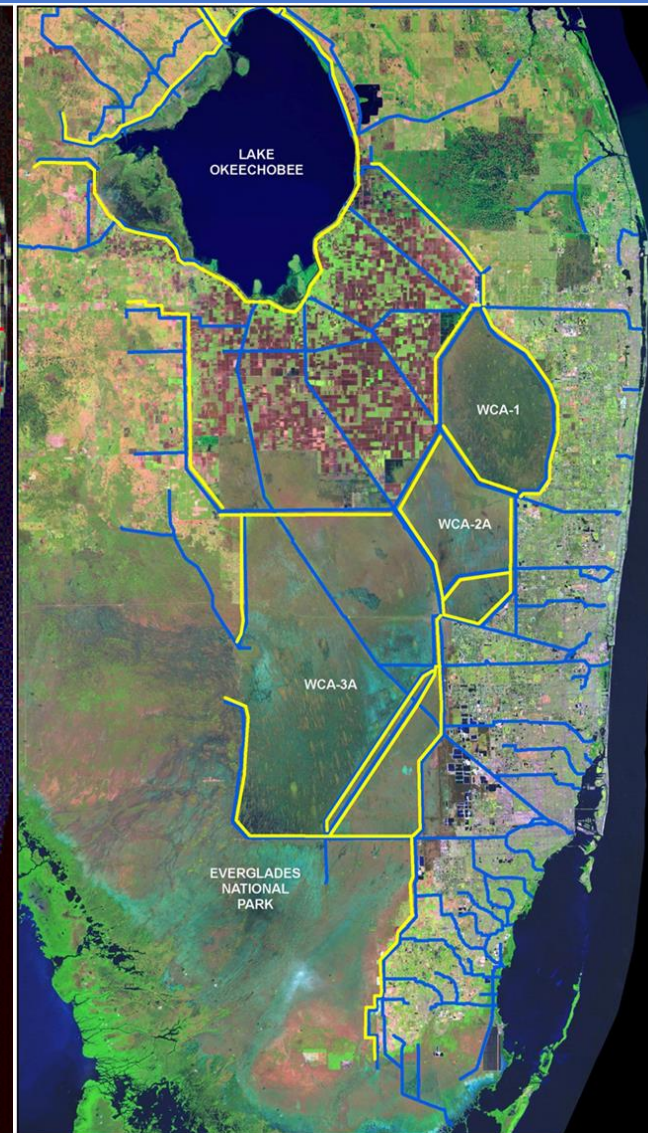 LAKE
OKEECHOBEE
WCA-1
WCA-2A
WCA-3A
EVERGLADES
NATIONAL
PARK